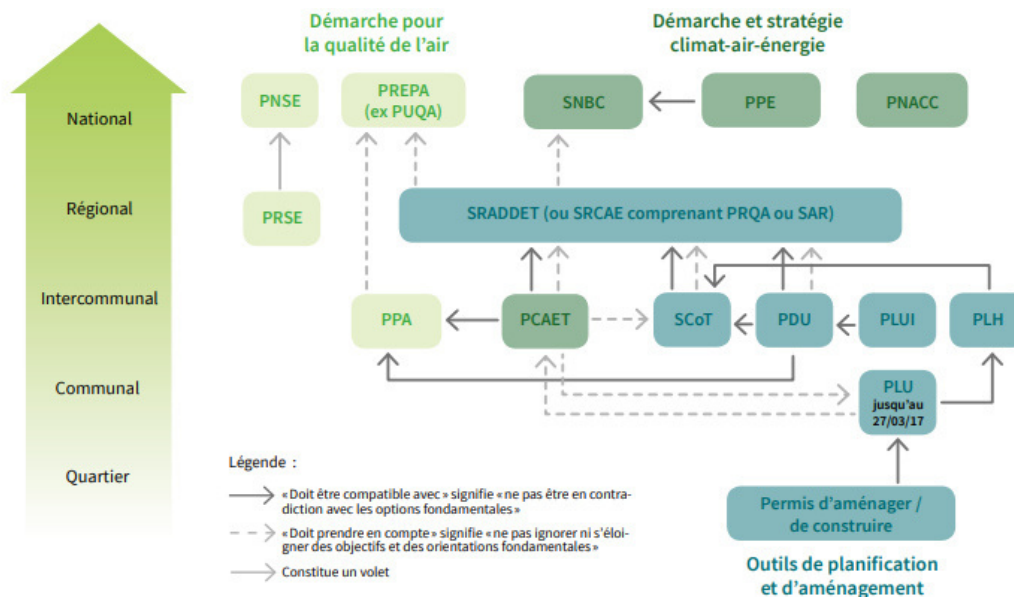 Démarche pour
la qualité de l'air
Démarche et stratégie
climat-air-énergie
National
PNSE
PREPA
(ex PUQA)
SNBC
PPE
PNACC
Régional
PRSE
SRADDET (ou SRCAE comprenant PRQA ou SAR)
Intercommunal
PPA
PCAET
SCoT
PDU
PLUI
PLH
Communal
PLU
jusqu'au
27/03/17
Quartier
Permis d'aménager /
de construire
Outils de planification
et d'aménagement
Légende :
« Doit être compatible avec » signifie « ne pas être en contra-
diction avec les options fondamentales »
« Doit prendre en compte » signifie « ne pas ignorer ni s'éloi-
gner des objectifs et des orientations fondamentales »
Constitue un volet